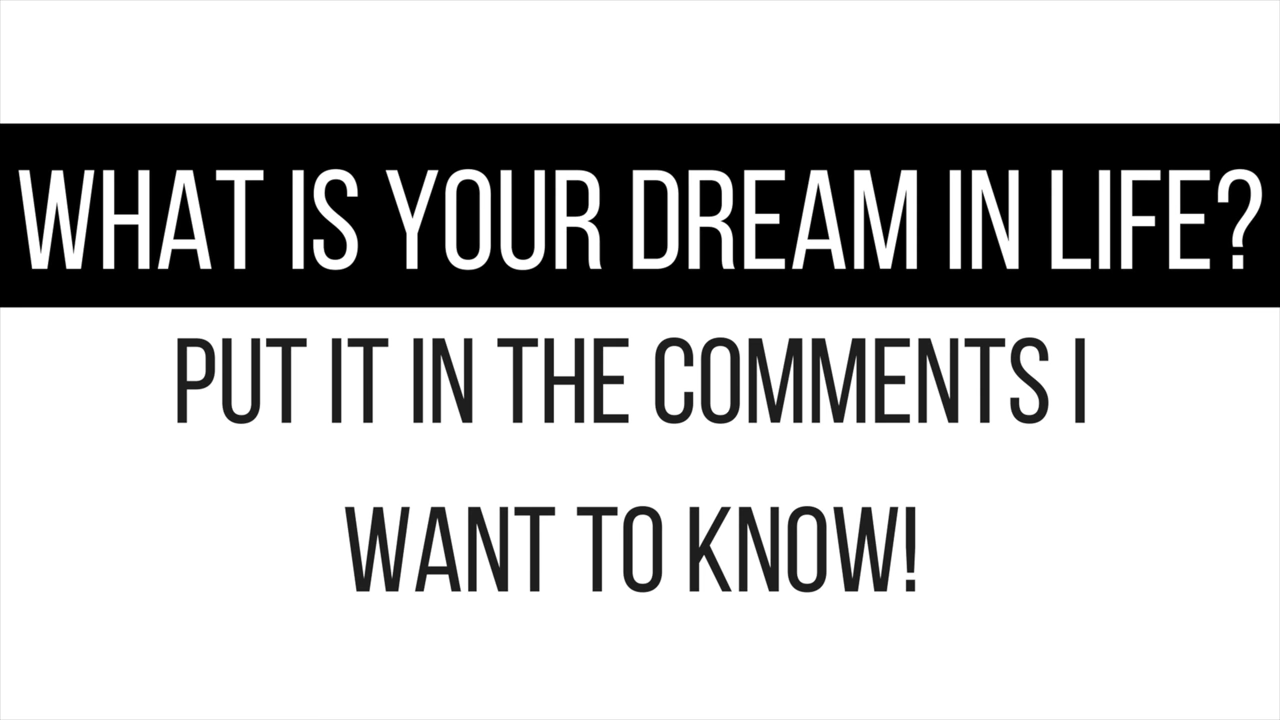 WHAT IS YOUR DREAM IN LIFE?
PUT IT IN THE COMMENTS I
WANT TO KNOW!